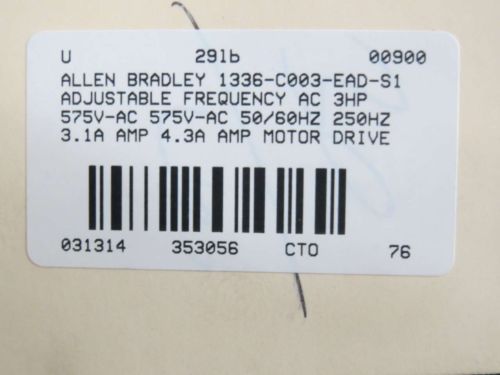 U 29lb 00900
ALLEN BRADLEY 1336-C003-EAD-S1
ADJUSTABLE FREQUENCY AC 3HP
575V-AC 575V-AC 50/60HZ 250HZ
3.1A AMP 4.3A AMP MOTOR DRIVE
031314 353056 CTO 76